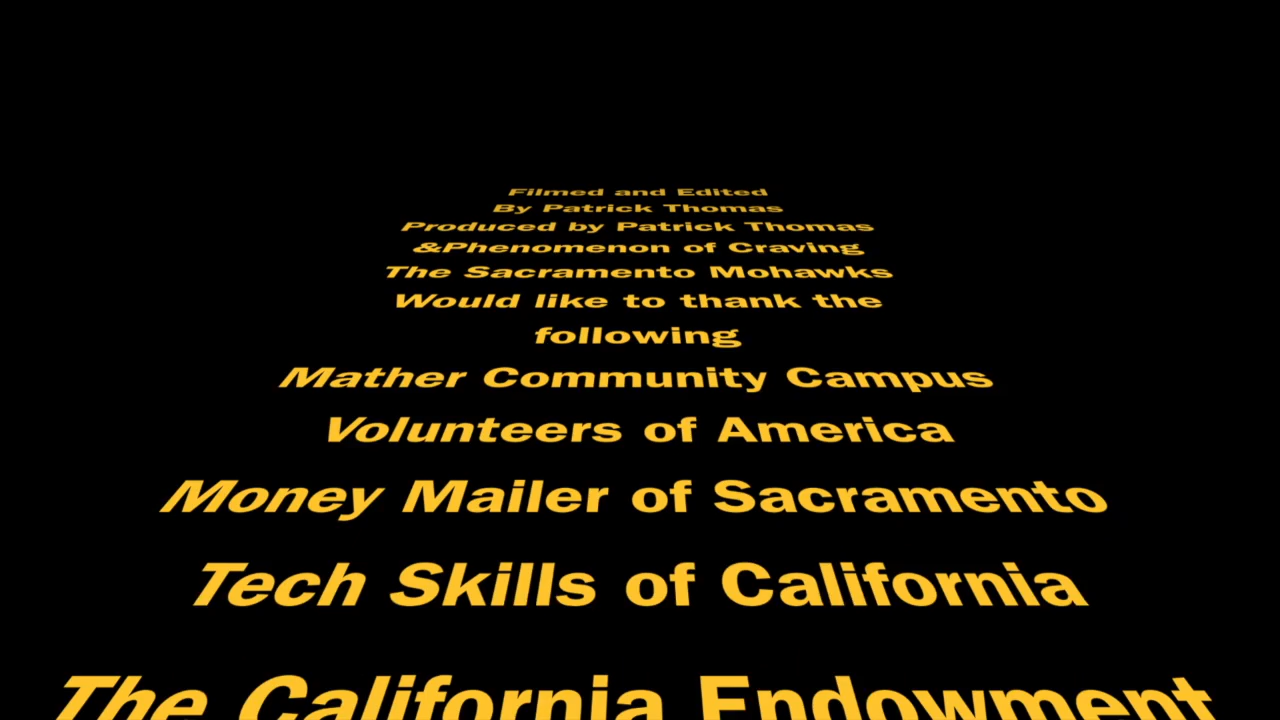 Filmed and Edited
By Patrick Thomas
Produced by Patrick Thomas
&Phenomenon of Craving
The Sacramento Mohawks
Would like to thank the
following
Mather Community Campus
Volunteers of America
Money Mailer of Sacramento
Tech Skills of California
The California Endowment